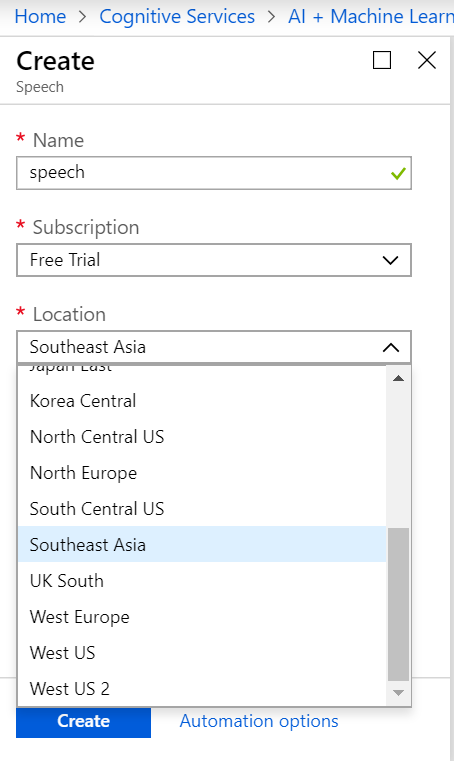 Home > Cognitive Services > AI + Machine Learn
Create
Speech
* Name
speech
* Subscription
Free Trial
* Location
Southeast Asia
Japan East
Korea Central
North Central US
North Europe
South Central US
Southeast Asia
UK South
West Europe
West US
West US 2
Create Automation options